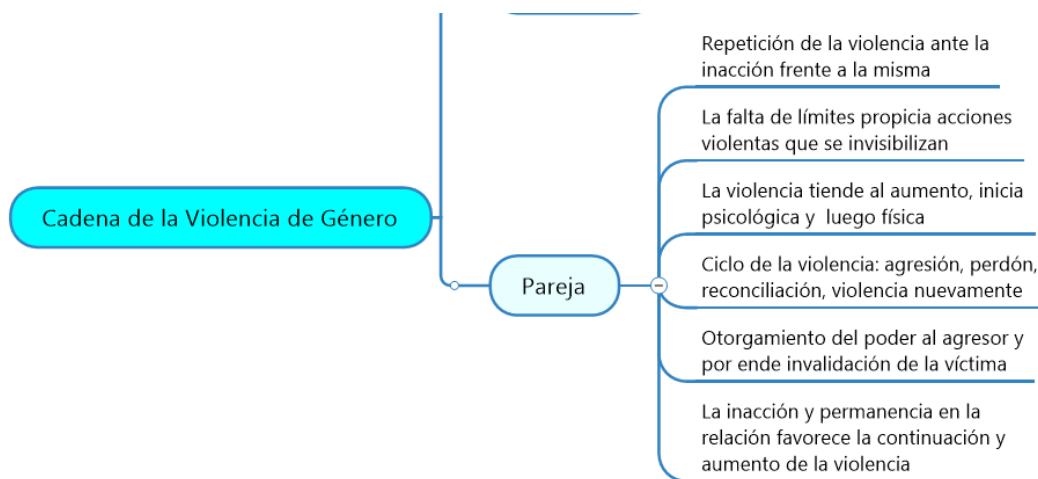 Repetición de la violencia ante la
inacción frente a la misma
La falta de límites propicia acciones
violentas que se invisibilizan
La violencia tiende al aumento, inicia
psicológica y  luego física
Cadena de la Violencia de Género
Pareja
Ciclo de la violencia: agresión, perdón,
reconciliación, violencia nuevamente
Otorgamiento del poder al agresor y
por ende invalidación de la víctima
La inacción y permanencia en la
relación favorece la continuación y
aumento de la violencia